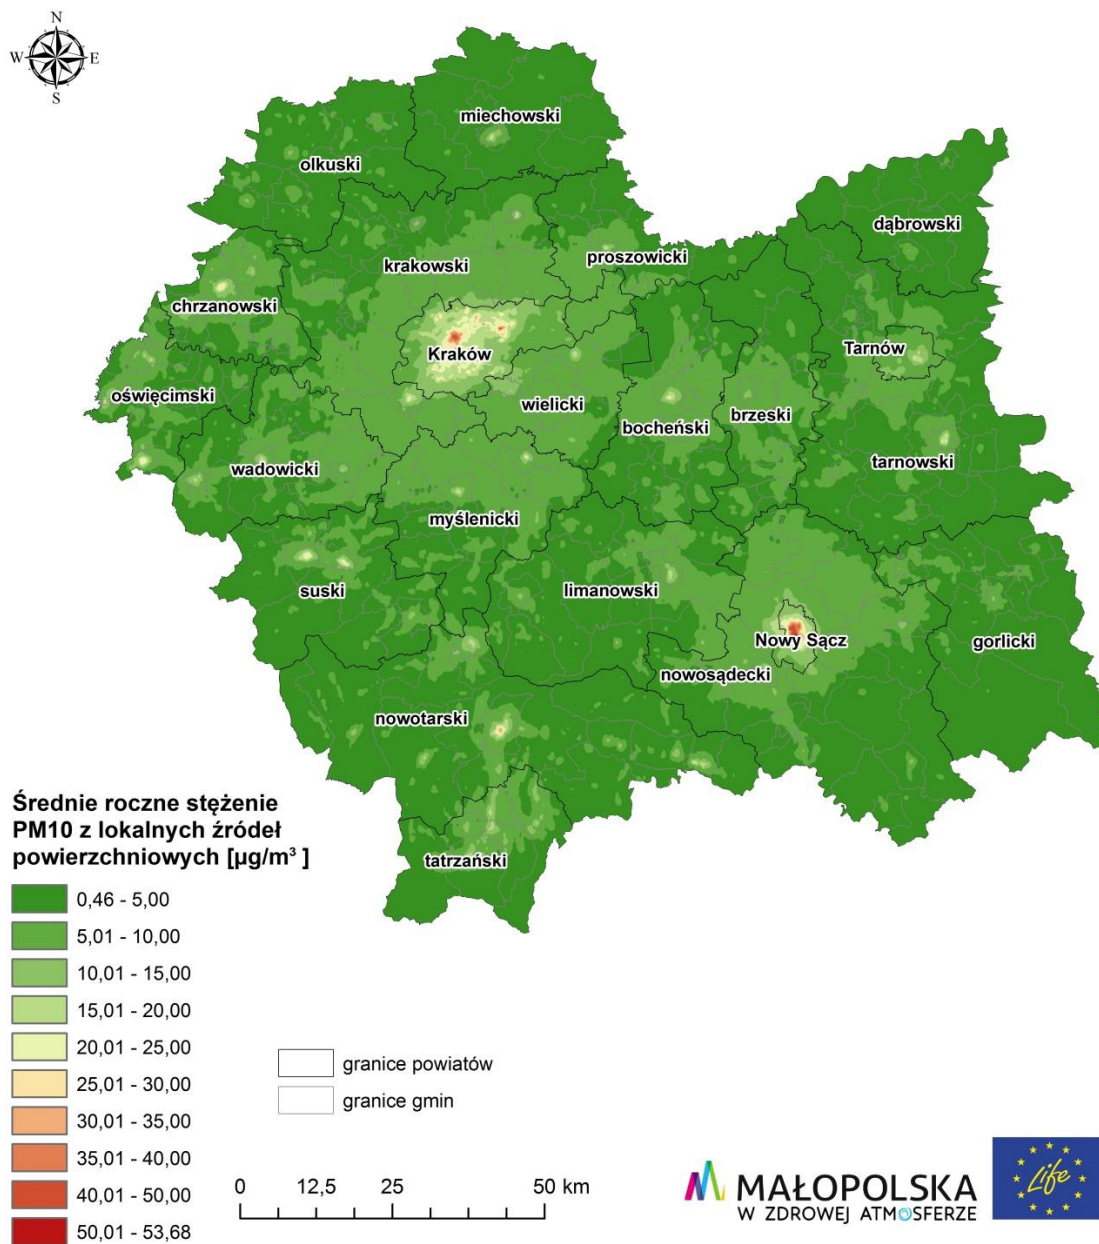 N
W
E
S
miechowski
olkuski
dąbrowski
krakowski
proszowicki
chrzanowski
Kraków
Tarnów
oświęcimski
wielicki
bocheński
brzeski
wadowicki
tarnowski
myślenicki
suski
limanowski
Nowy Sącz
gorlicki
nowosądecki
nowotarski
tatrzański
Średnie roczne stężenie
PM10 z lokalnych źródeł
powierzchniowych [µg/m³ ]
0,46 - 5,00
5,01 - 10,00
10,01 - 15,00
15,01 - 20,00
20,01 - 25,00
25,01 - 30,00
30,01 - 35,00
35,01 - 40,00
40,01 - 50,00
50,01 - 53,68
granice powiatów
granice gmin
0 12,5 25 50 km
MAŁOPOLSKA
W ZDROWEJ ATMOSFERZE
Life